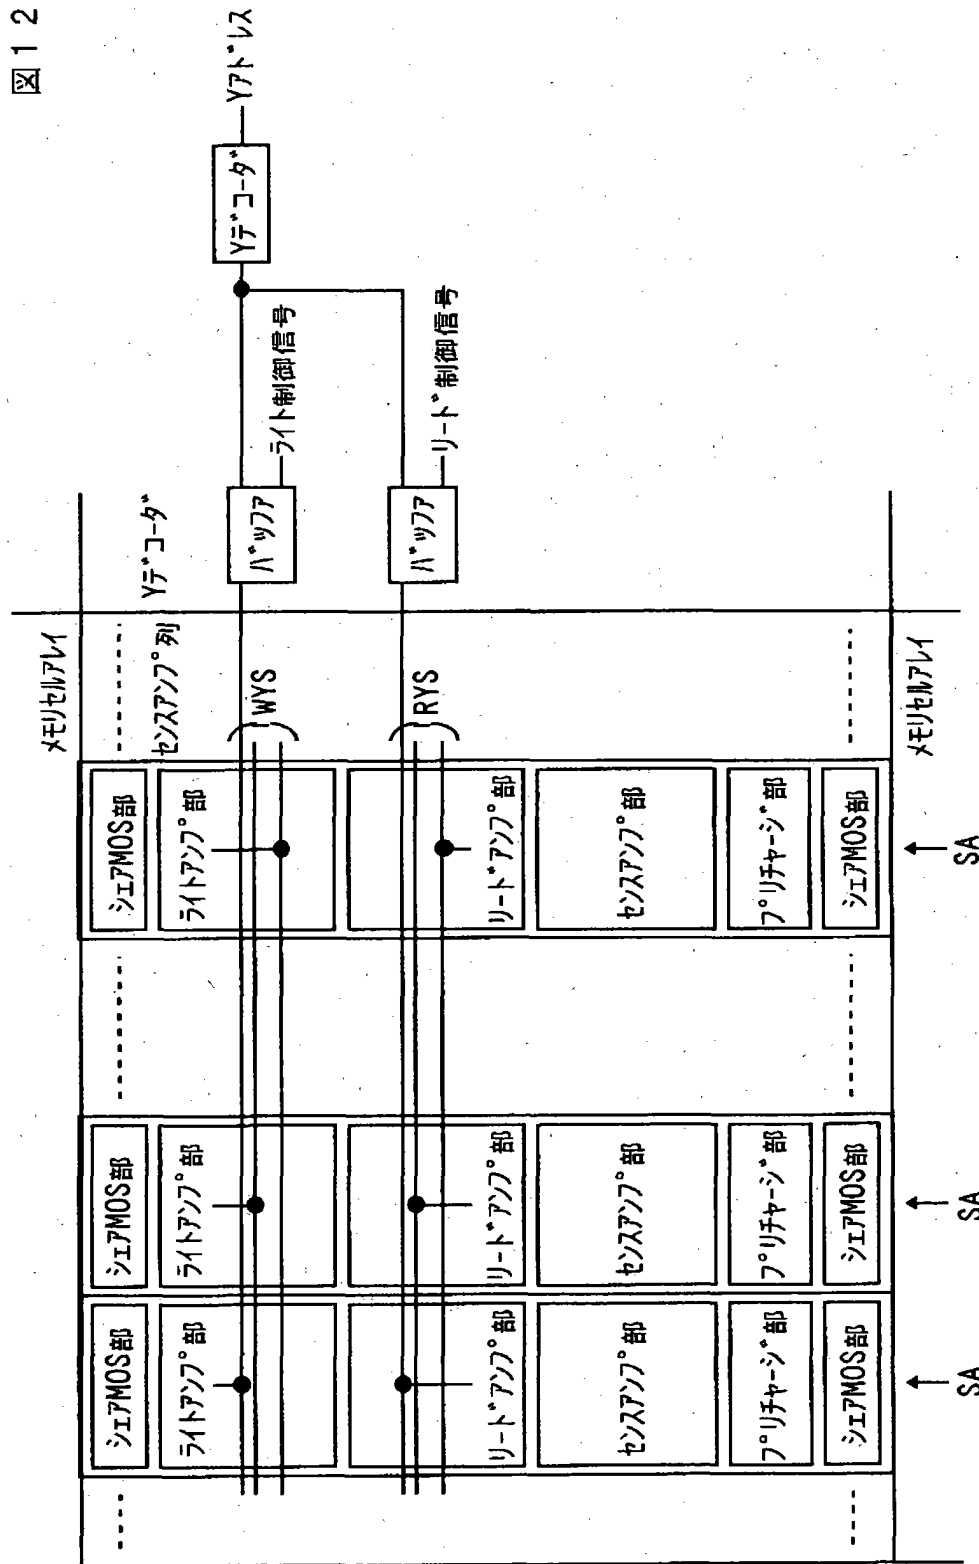 図12
メモリセルアレイ
センスアンプ列
Yデコーダ
シェアMOS部
ライトアンプ部
リードアンプ部
センスアンプ部
プリチャージ部
シェアMOS部
SA
シェアMOS部
ライトアンプ部
リードアンプ部
センスアンプ部
プリチャージ部
シェアMOS部
SA
シェアMOS部
ライトアンプ部
リードアンプ部
センスアンプ部
プリチャージ部
シェアMOS部
SA
WYS
RYS
バッファ
ライト制御信号
バッファ
リード制御信号
Yデコーダ
Yアドレス
メモリセルアレイ